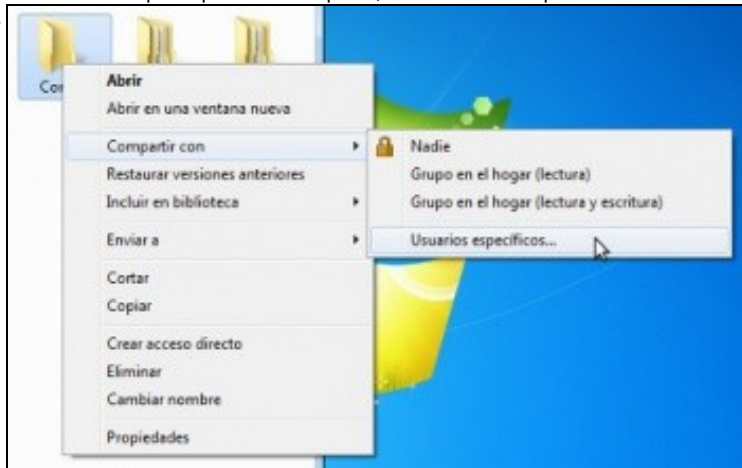 Abrir
Abrir en una ventana nueva
Compartir con
Restaurar versiones anteriores
Incluir en biblioteca
Enviar a
Cortar
Copiar
Crear acceso directo
Eliminar
Cambiar nombre
Propiedades
Nadie
Grupo en el hogar (lectura)
Grupo en el hogar (lectura y escritura)
Usuarios específicos...